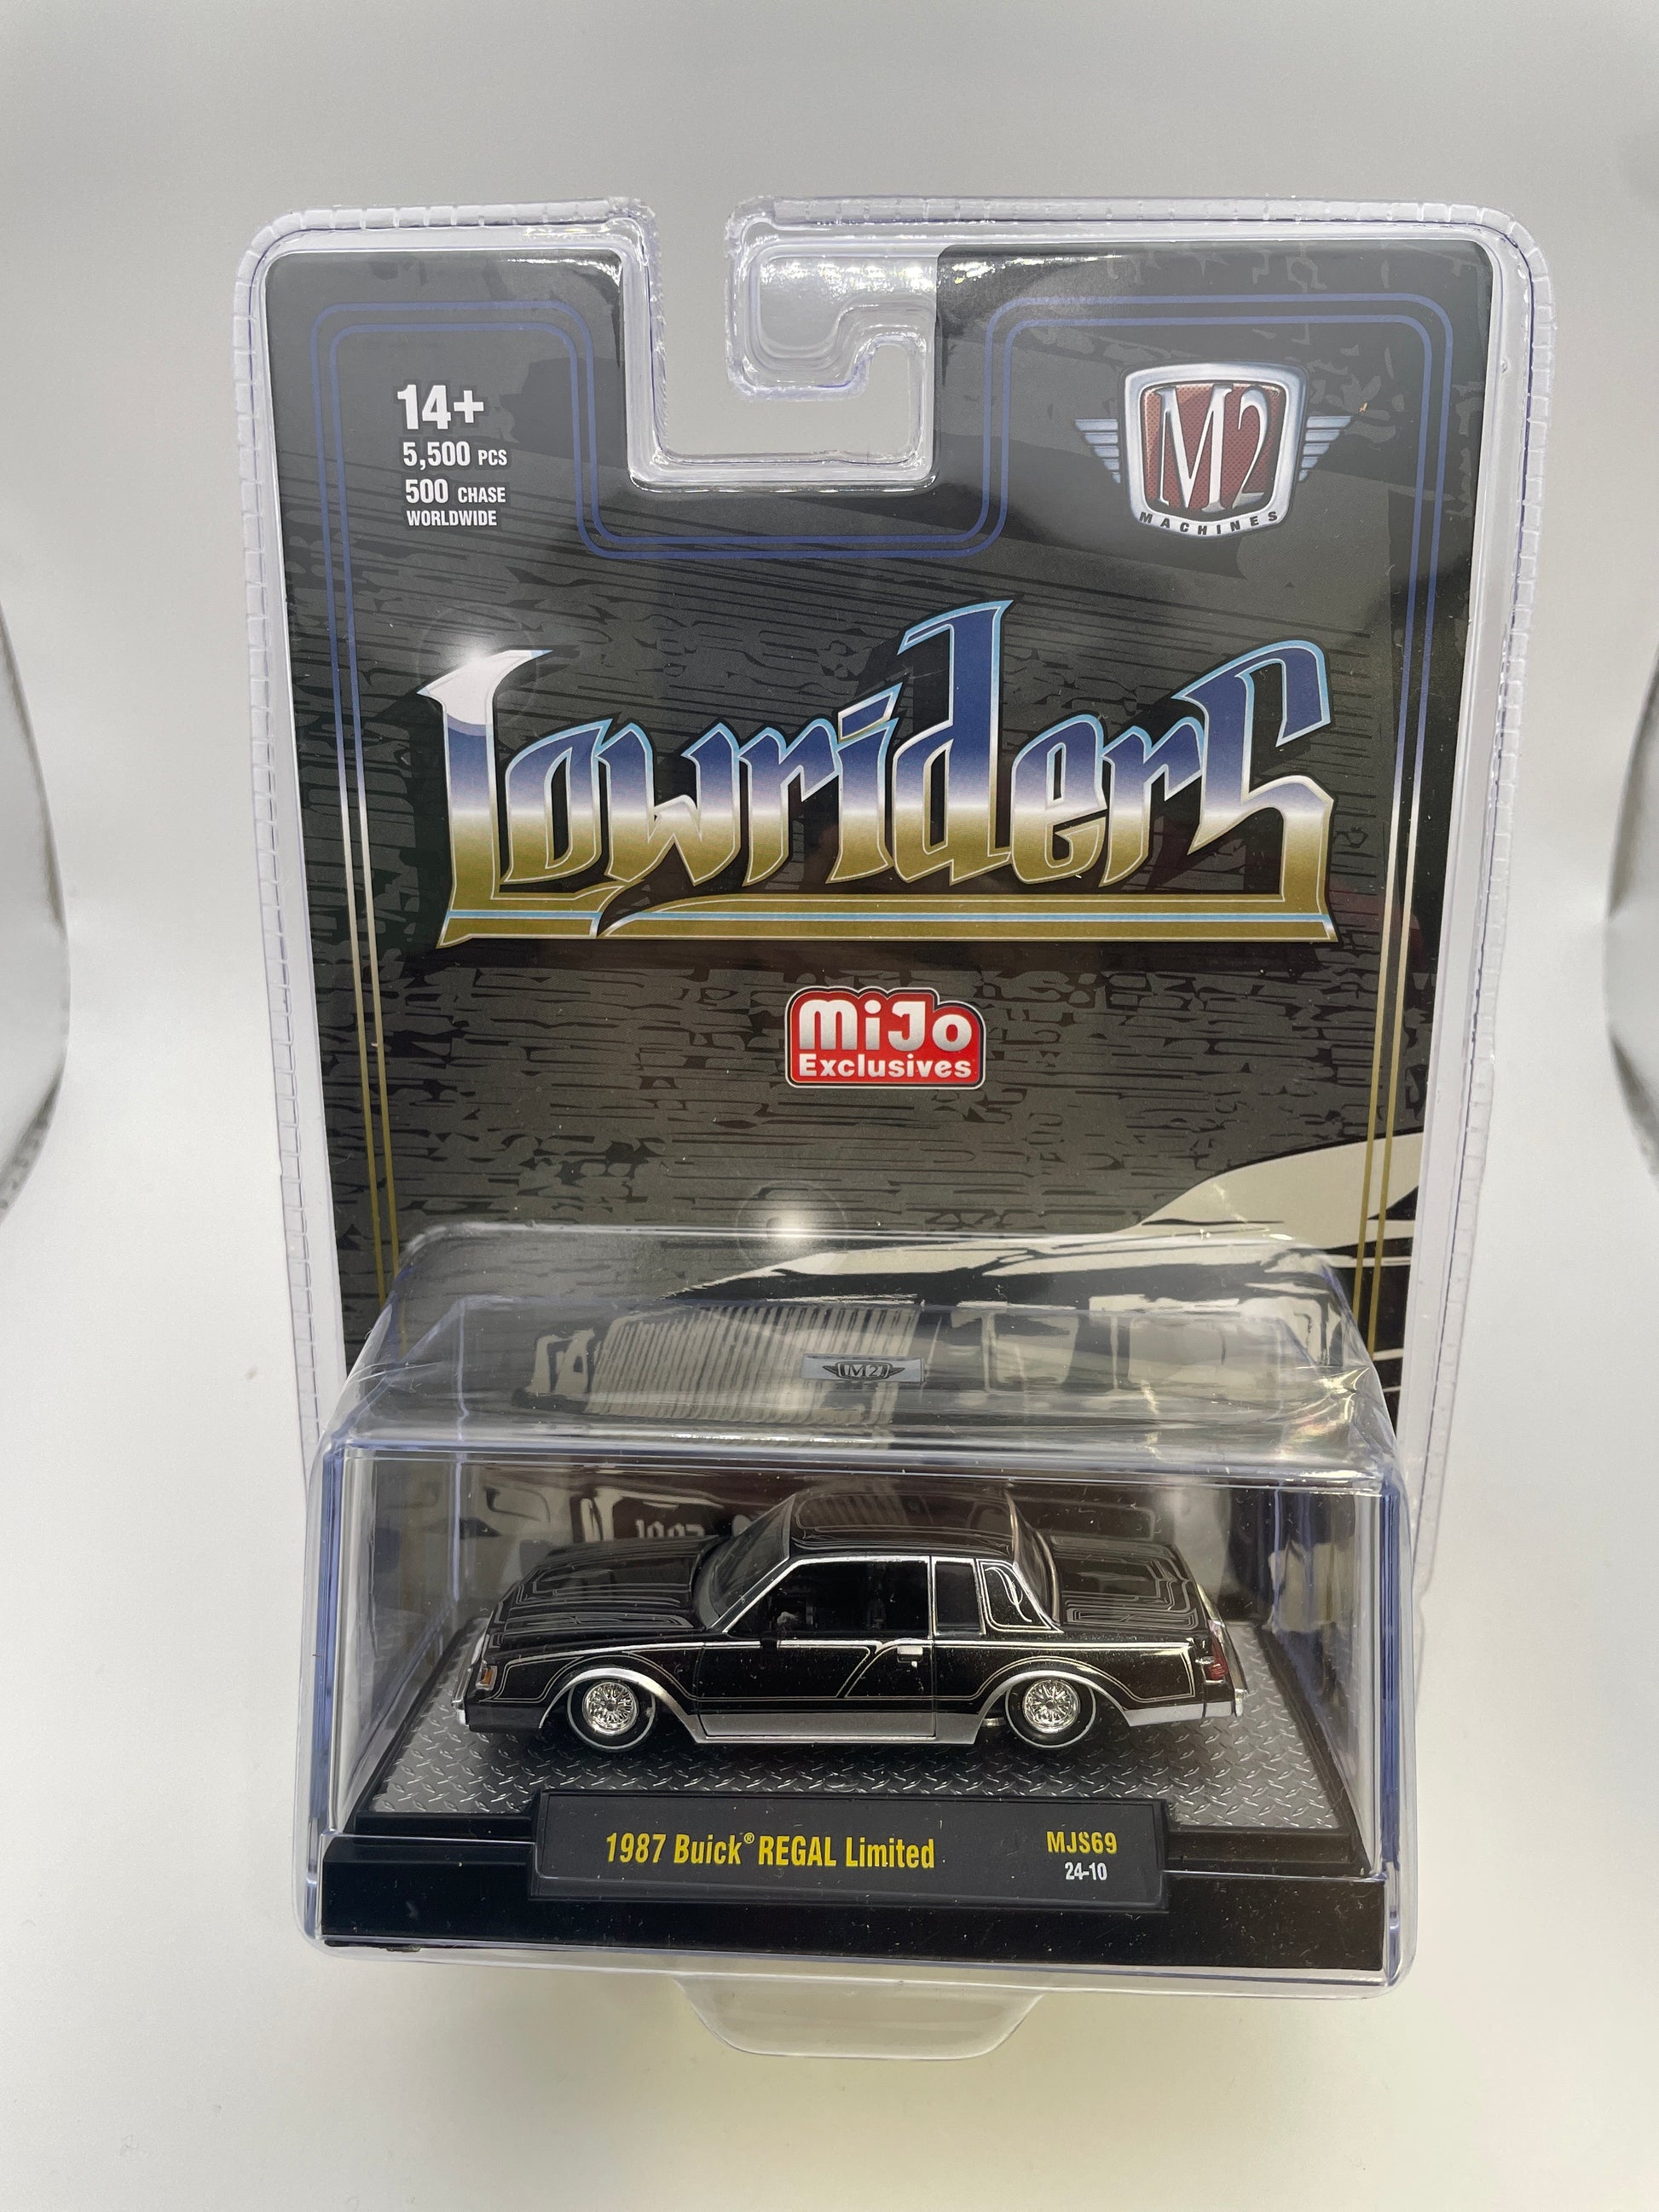 14+
5,500 PCS
500 CHASE
WORLDWIDE
M2
MACHINES
Lowriders
MiJo
Exclusives
M2
1987 Buick® REGAL Limited
MJS69
24-10